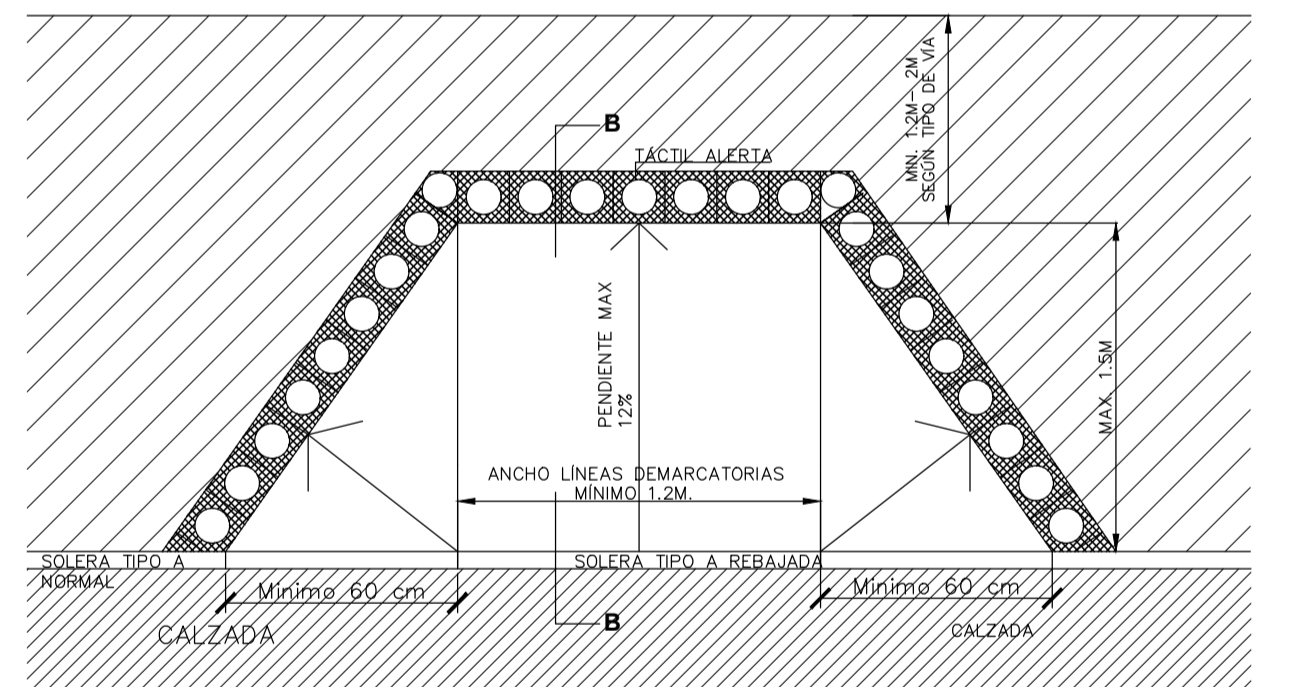 MIN. 1.2M- 2M
SEGÚN TIPO DE VÍA
B
TÁCTIL ALERTA
PENDIENTE MAX
12%
MAX 1.5M
ANCHO LÍNEAS DEMARCATORIAS
MÍNIMO 1.2M.
SOLERA TIPO A
NORMAL
SOLERA TIPO A REBAJADA
Minimo 60 cm
Minimo 60 cm
B
CALZADA
CALZADA